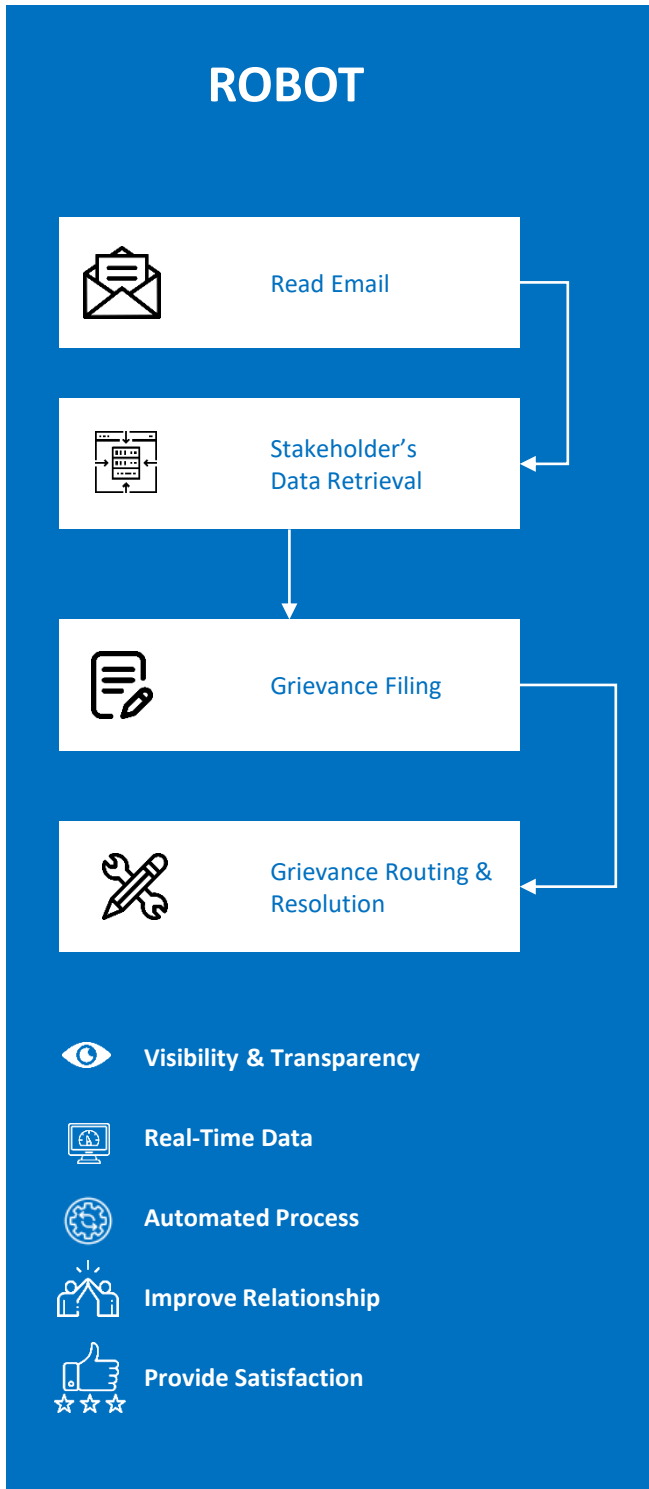 ROBOT
Read Email
Stakeholder’s
Data Retrieval
Grievance Filing
Grievance Routing &
Resolution
Visibility & Transparency
Real-Time Data
Automated Process
Improve Relationship
Provide Satisfaction